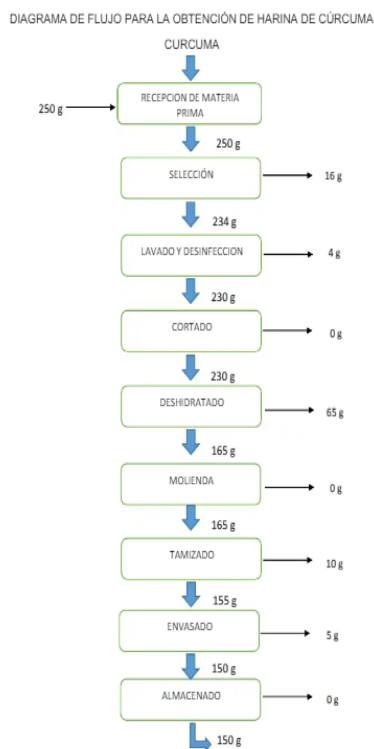 DIAGRAMA DE FLUJO PARA LA OBTENCIÓN DE HARINA DE CÚRCUMA
CURCUMA
250 g
RECEPCION DE MATERIA
PRIMA
250 g
SELECCIÓN
16 g
234 g
LAVADO Y DESINFECCION
4 g
230 g
CORTADO
0 g
230 g
DESHIDRATADO
65 g
165 g
MOLIENDA
0 g
165 g
TAMIZADO
10 g
155 g
ENVASADO
5 g
150 g
ALMACENADO
0 g
150 g